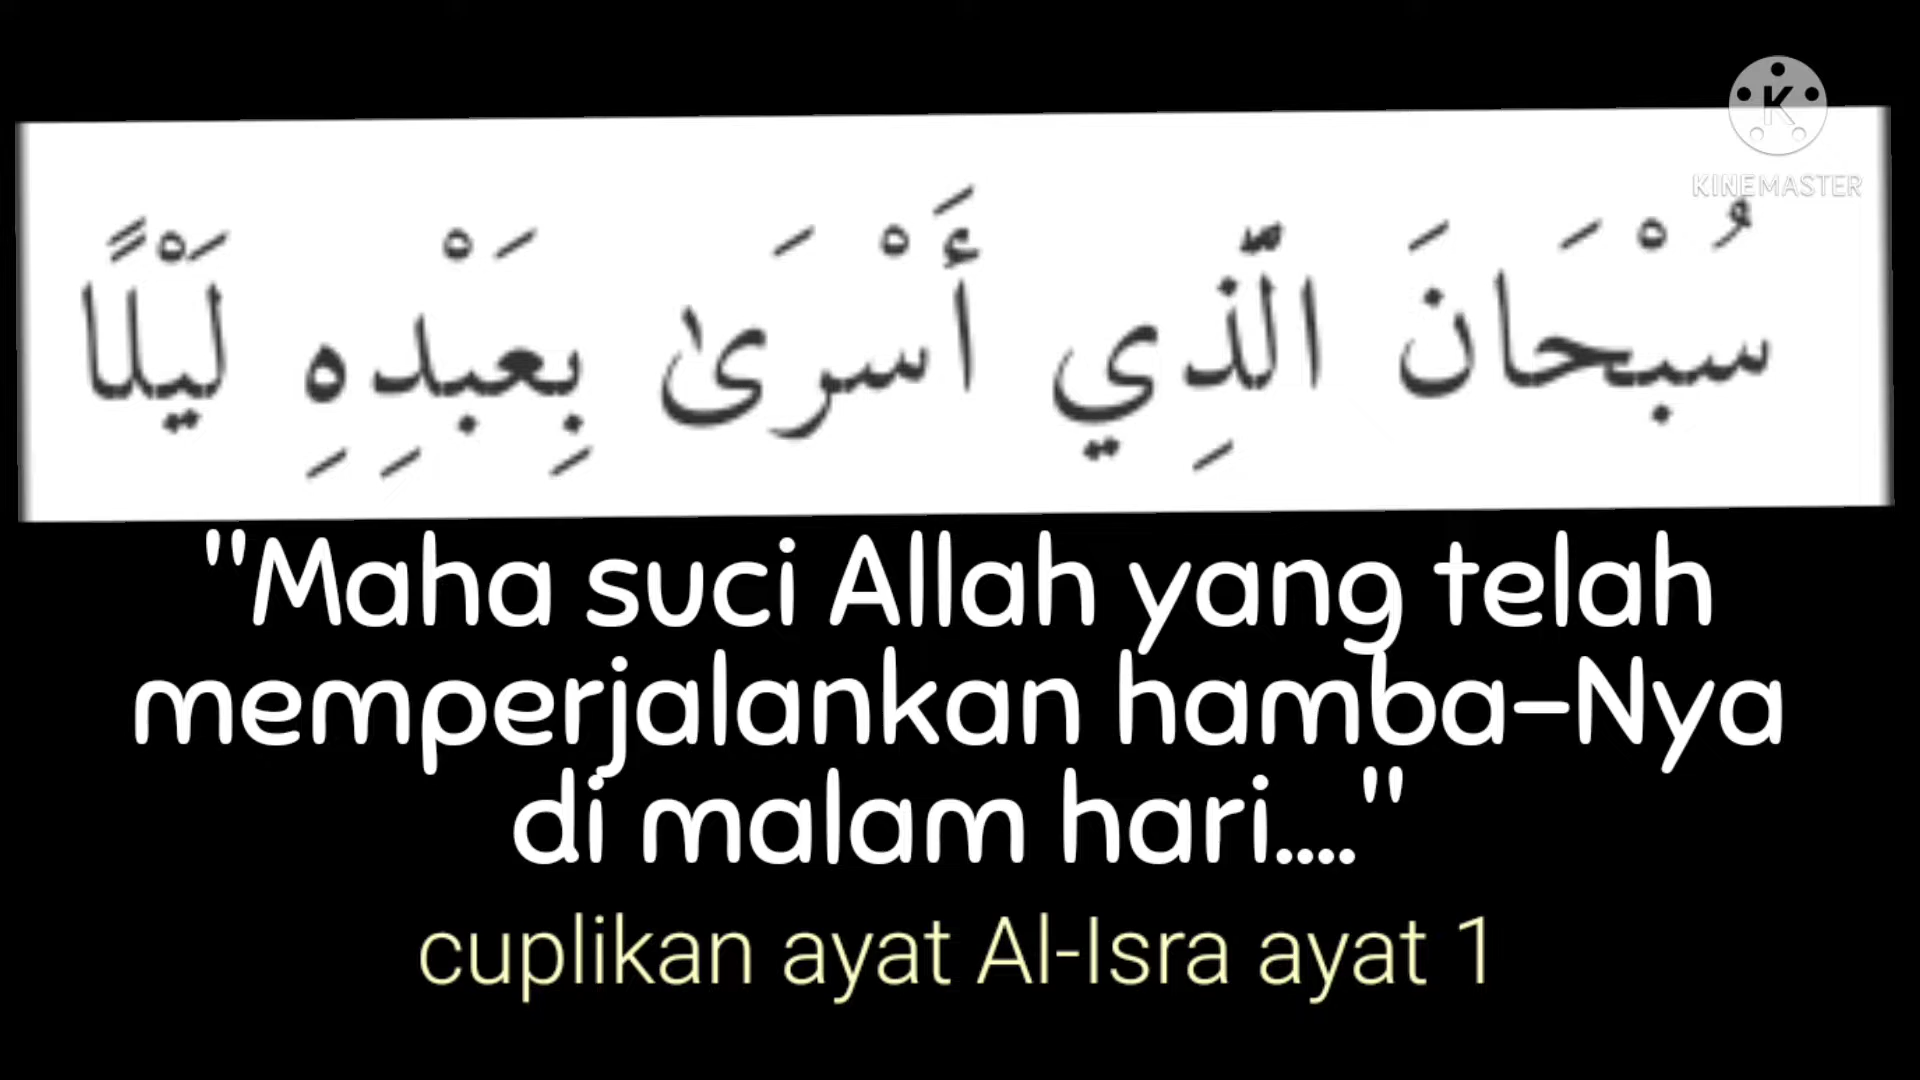 K
KINEMASTER
سُبْحَانَ الَّذِي أَسْرَىٰ بِعَبْدِهِ لَيْلًا
"Maha suci Allah yang telah
memperjalankan hamba-Nya
di malam hari...."
cuplikan ayat Al-Isra ayat 1